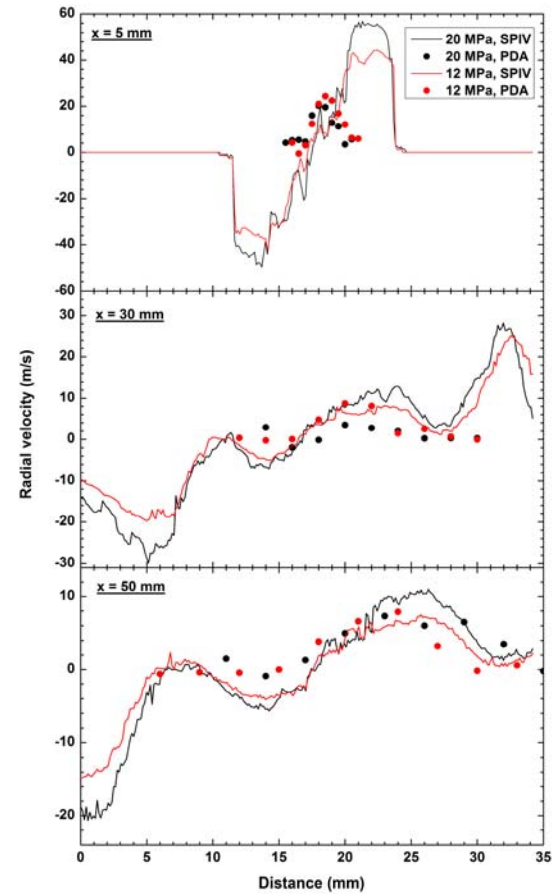 x = 5 mm
20 MPa, SPIV
20 MPa, PDA
12 MPa, SPIV
12 MPa, PDA
60
40
20
0
-20
-40
-60
x = 30 mm
30
20
10
0
-10
-20
-30
Radial velocity (m/s)
x = 50 mm
10
0
-10
-20
0 5 10 15 20 25 30 35
Distance (mm)